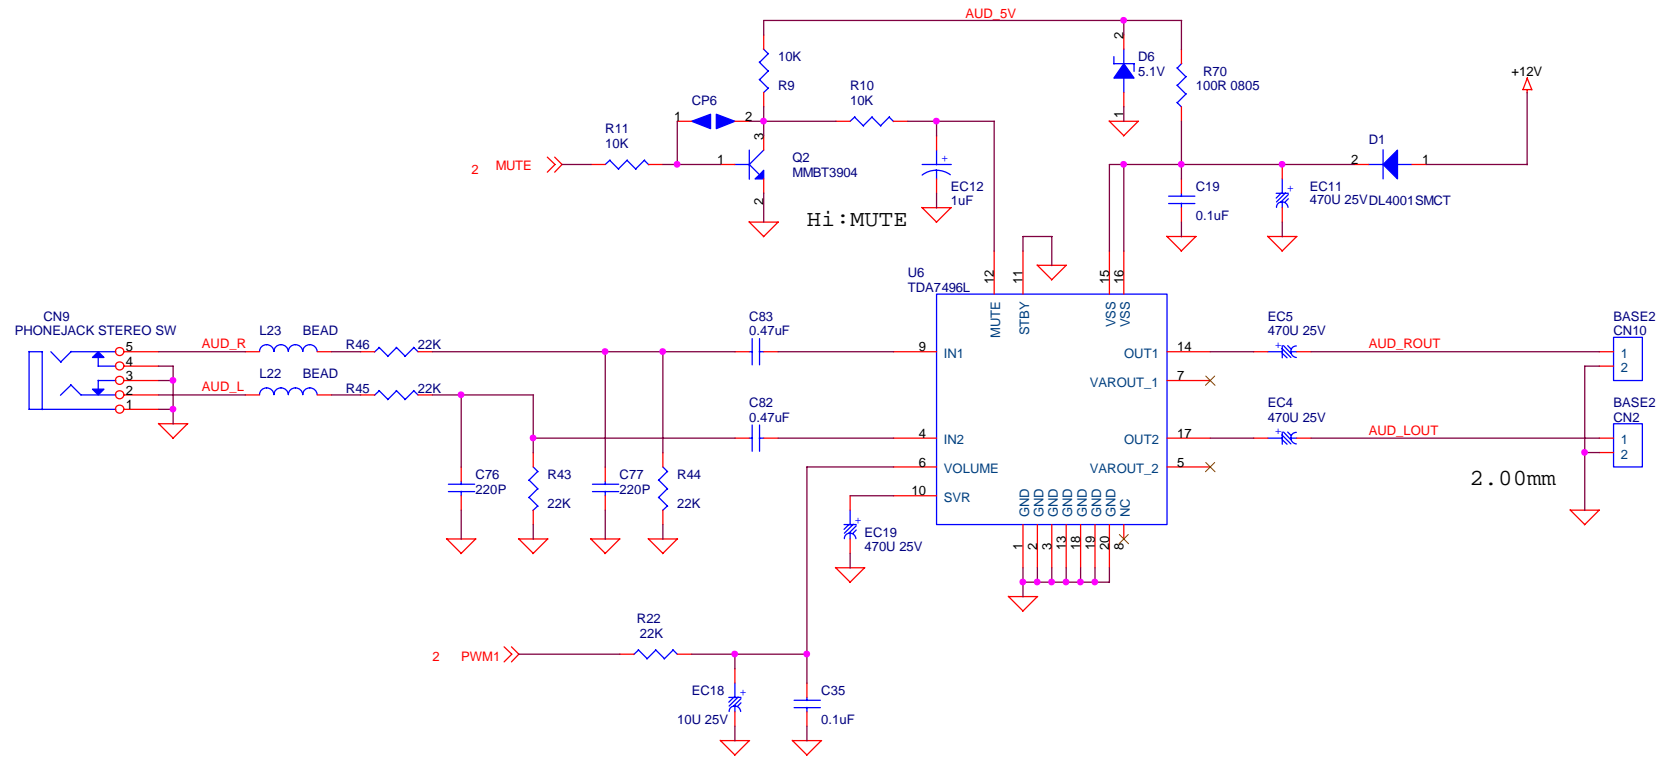 AUD_5V
10K
R9
2
D6
5.1V
1
R70
100R 0805
+12V
CP6
1
2
R10
10K
R11
10K
3
2 MUTE
1
Q2
MMBT3904
2
+
EC12
1uF
Hi:MUTE
C19
0.1uF
+
EC11
470U 25V
2
D1
1
DL4001SMCT
U6
TDA7496L
12
11
15
16
MUTE
STBY
VSS
VSS
CN9
PHONEJACK STEREO SW
5
4
3
2
1
AUD_R
L23 BEAD
R46
22K
AUD_L
L22 BEAD
R45
22K
C83
0.47uF
9
IN1
C82
0.47uF
4
IN2
6
VOLUME
10
SVR
OUT1
14
VAROUT_1
7
OUT2
17
VAROUT_2
5
EC5
470U 25V
+
AUD_ROUT
BASE2
CN10
1
2
EC4
470U 25V
+
AUD_LOUT
BASE2
CN2
1
2
2.00mm
C76
220P
R43
22K
C77
220P
R44
22K
+
EC19
470U 25V
GND
GND
GND
GND
GND
GND
GND
NC
1
2
3
13
18
19
20
8
R22
22K
2 PWM1
EC18
+
10U 25V
C35
0.1uF